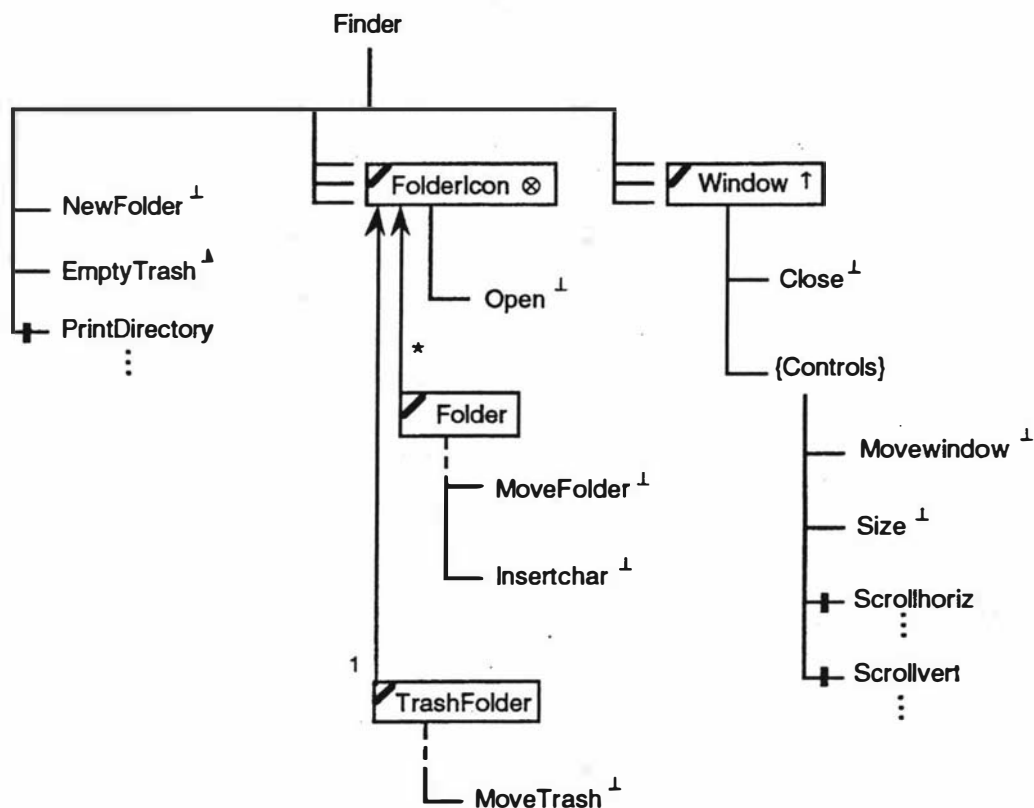 Finder
FolderIcon ⊗
Window ↑
NewFolder ⊥
EmptyTrash ⊥
PrintDirectory
⋮
Open ⊥
Close ⊥
{Controls}
*
Folder
MoveFolder ⊥
Insertchar ⊥
Movewindow ⊥
Size ⊥
Scrollhoriz
⋮
Scrollvert
⋮
1
TrashFolder
MoveTrash ⊥